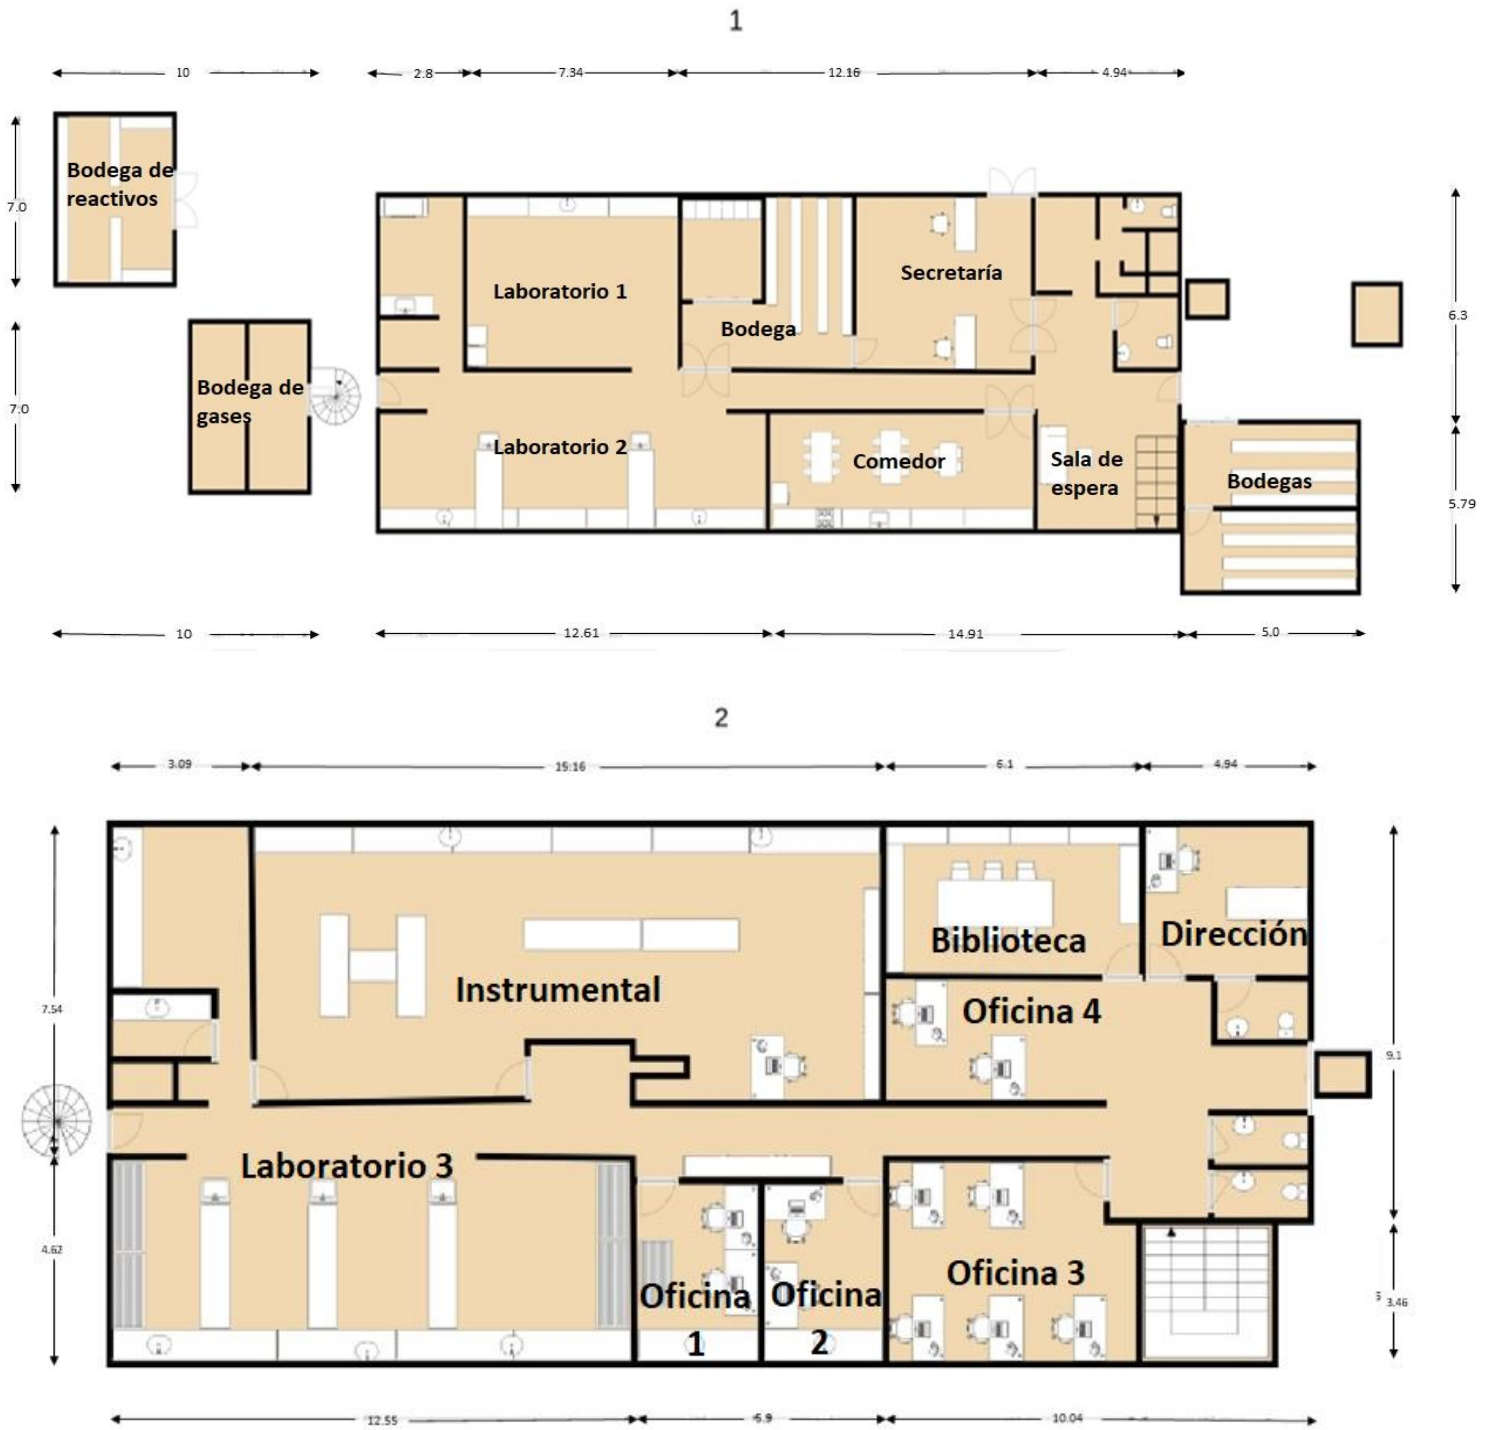 1
10
2.8
7.34
12.16
4.94
Bodega de
reactivos
7.0
Laboratorio 1
Secretaría
Bodega
6.3
Bodega de
gases
7.0
Laboratorio 2
Comedor
Sala de
espera
Bodegas
5.79
10
12.61
14.91
5.0
2
3.09
15.16
6.1
4.94
Biblioteca
Dirección
Instrumental
Oficina 4
7.54
9.1
Laboratorio 3
4.62
Oficina 3
Oficina
1
Oficina
2
5
3.46
12.55
5.9
10.04